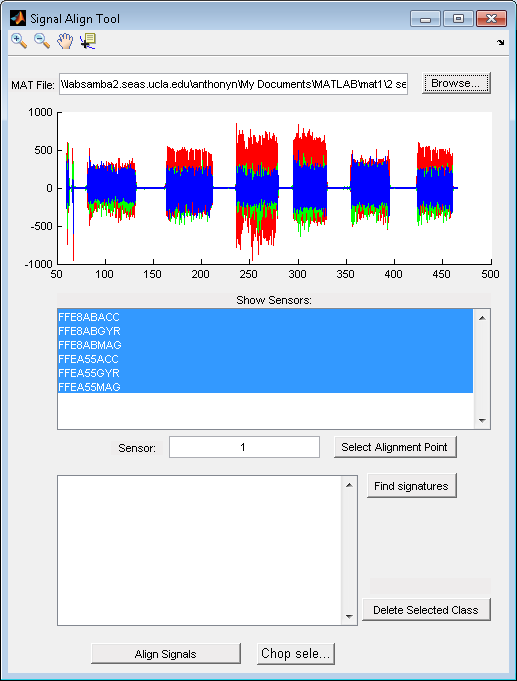 Signal Align Tool
MAT File: \\labsamba2.seas.ucla.edu\anthonyn\My Documents\MATLAB\mat1\2 se Browse...
1000
500
0
-500
-1000
50 100 150 200 250 300 350 400 450 500
Show Sensors:
FFE8ABACC
FFE8ABGYR
FFE8ABMAG
FFEA55ACC
FFEA55GYR
FFEA55MAG
Sensor: 1 Select Alignment Point
Find signatures
Delete Selected Class
Align Signals Chop sele...